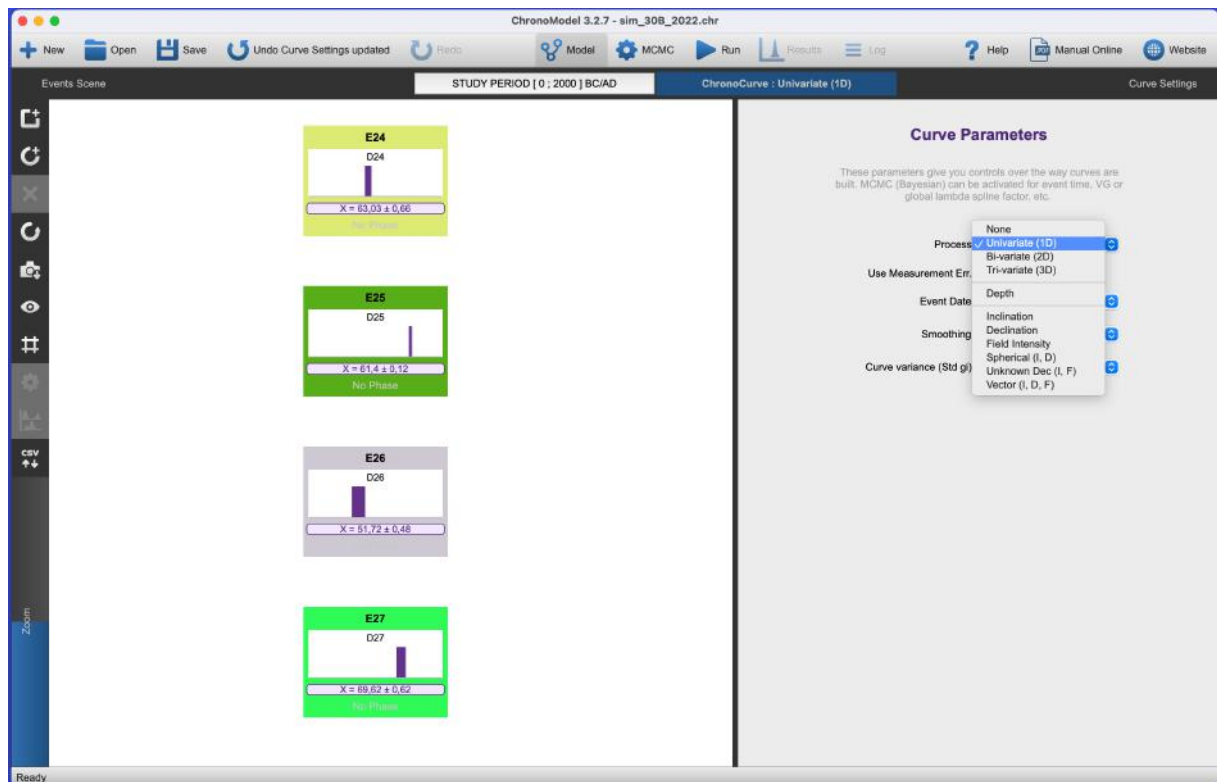 ChronoModel 3.2.7 - sim_30B_2022.chr
New Open Save Undo Curve Settings updated Redo Model MCMC Run Results Log Help Manual Online Website
Events Scene STUDY PERIOD [ 0 ; 2000 ] BC/AD ChronoCurve : Univariate (1D) Curve Settings
E24
D24
X = 63,03 ± 0,66
No Phase
E25
D25
X = 61,4 ± 0,12
No Phase
E26
D26
X = 51,72 ± 0,48
E27
D27
X = 69,62 ± 0,62
No Phase
CSV
Zoom
Curve Parameters
These parameters give you controls over the way curves are
built. MCMC (Bayesian) can be activated for event time, VG or
global lambda spline factor, etc.
Process
Use Measurement Err.
Event Date
Smoothing
Curve variance (Std gi)
None
✓ Univariate (1D)
Bi-variate (2D)
Tri-variate (3D)
Depth
Inclination
Declination
Field Intensity
Spherical (I, D)
Unknown Dec (I, F)
Vector (I, D, F)
Ready